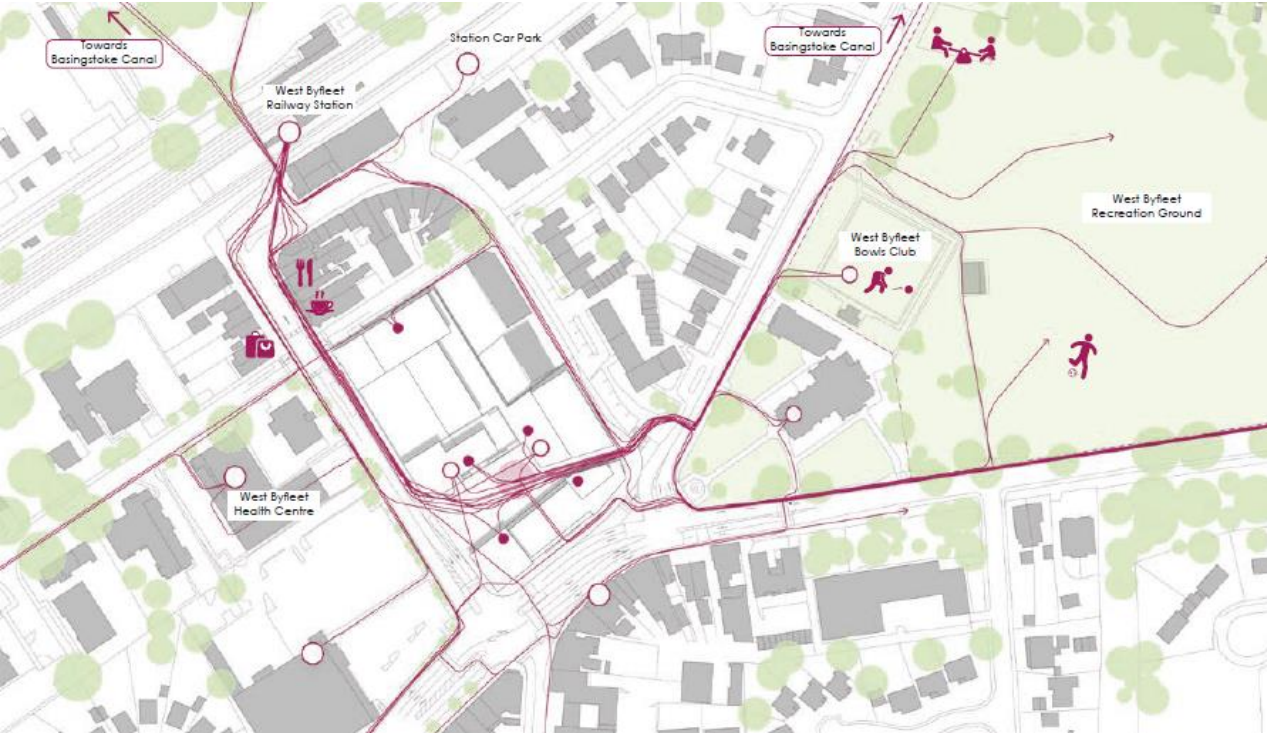 Towards
Basingstoke Canal
Station Car Park
Towards
Basingstoke Canal
West Byfleet
Railway Station
West Byfleet
Recreation Ground
West Byfleet
Bowls Club
West Byfleet
Health Centre